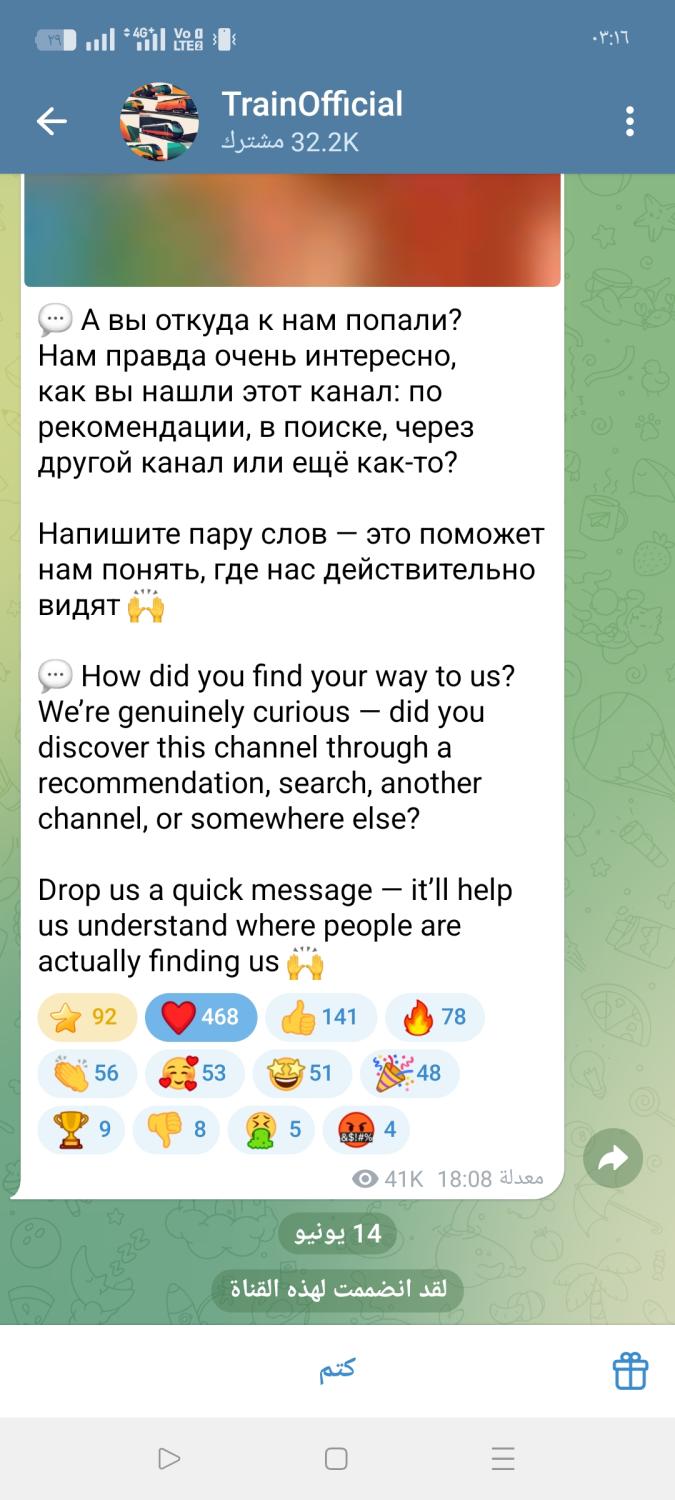 ٢٩ 4G+ Vo LTE2 ٠٣:١٦
TrainOfficial
32.2K مشترك
💬 А вы откуда к нам попали?
Нам правда очень интересно,
как вы нашли этот канал: по
рекомендации, в поиске, через
другой канал или ещё как-то?
Напишите пару слов — это поможет
нам понять, где нас действительно
видят 🙌
💬 How did you find your way to us?
We’re genuinely curious — did you
discover this channel through a
recommendation, search, another
channel, or somewhere else?
Drop us a quick message — it’ll help
us understand where people are
actually finding us 🙌
⭐ 92 ❤️ 468 👍 141 🔥 78
👏 56 🥰 53 🤩 51 🎉 48
🏆 9 👎 8 🤮 5 🤬 4
41K 18:08 معدلة
14 يونيو
لقد انضممت لهذه القناة
كتم